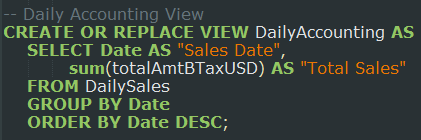 -- Daily Accounting View
CREATE OR REPLACE VIEW DailyAccounting AS
SELECT Date AS "Sales Date",
sum(totalAmtBTaxUSD) AS "Total Sales"
FROM DailySales
GROUP BY Date
ORDER BY Date DESC;